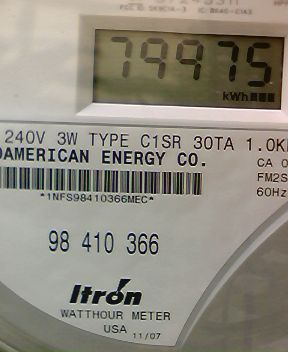 79975
kWh
240V 3W TYPE C1SR 30TA 1.0K
OAMERICAN ENERGY CO.
CA 0
*1NFS98410366MEC*
FM2S
60Hz
98 410 366
Itron
WATTHOUR METER
USA 11/07